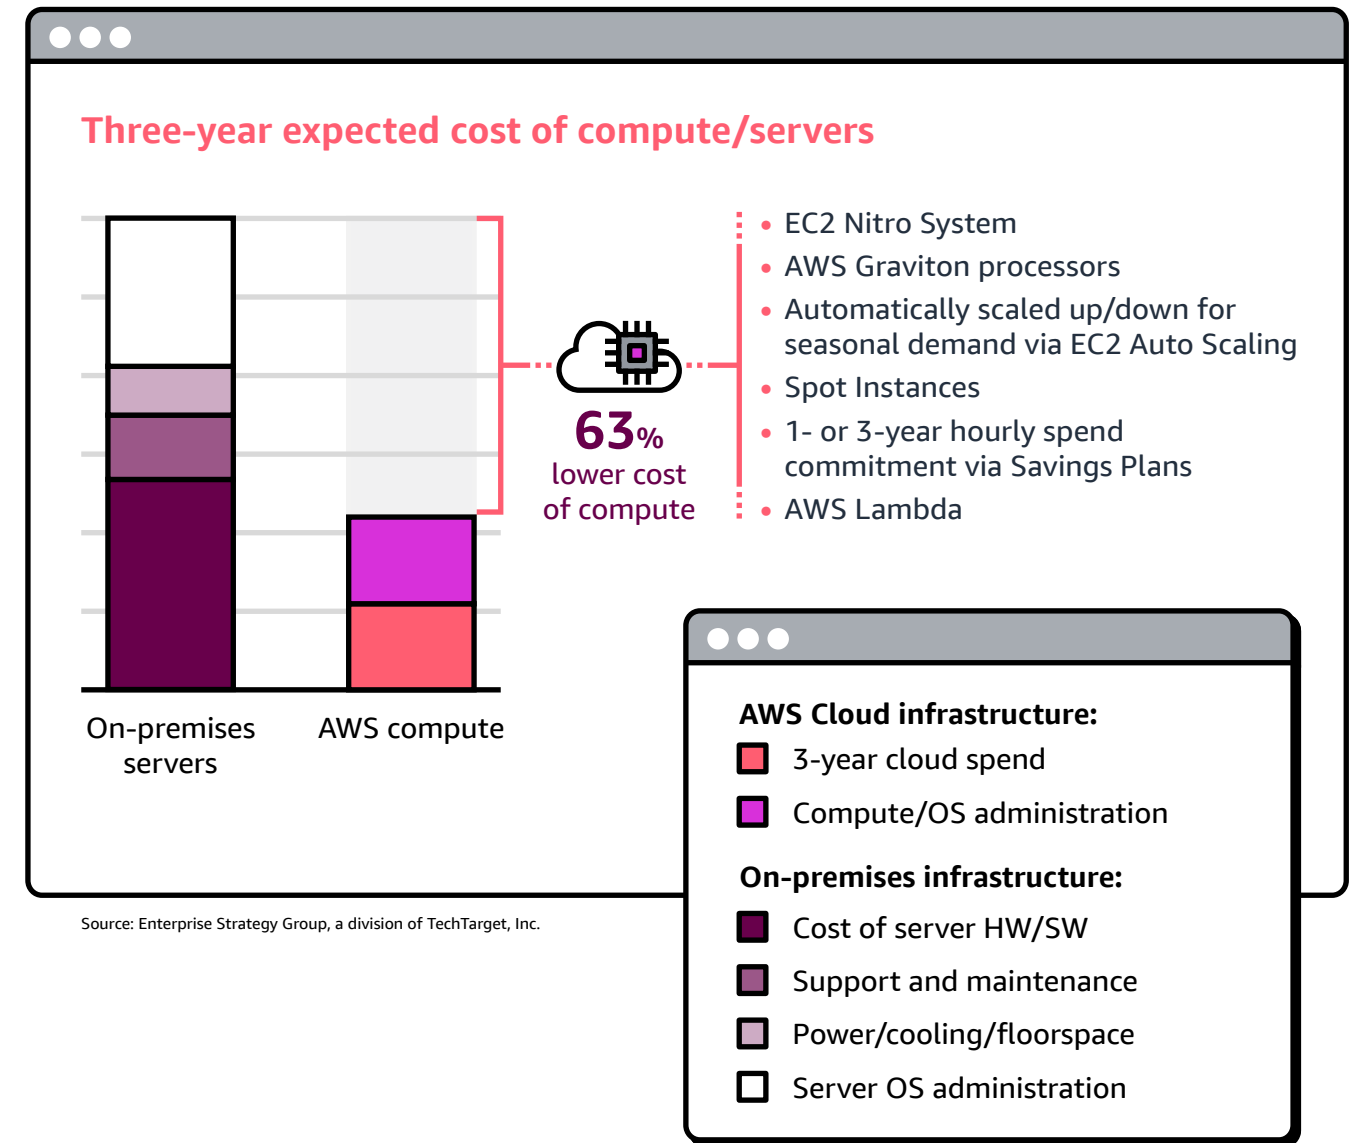 Three-year expected cost of compute/servers
On-premises
servers
AWS compute
63%
lower cost
of compute
• EC2 Nitro System
• AWS Graviton processors
• Automatically scaled up/down for
seasonal demand via EC2 Auto Scaling
• Spot Instances
• 1- or 3-year hourly spend
commitment via Savings Plans
• AWS Lambda
AWS Cloud infrastructure:
3-year cloud spend
Compute/OS administration
On-premises infrastructure:
Cost of server HW/SW
Support and maintenance
Power/cooling/floorspace
Server OS administration
Source: Enterprise Strategy Group, a division of TechTarget, Inc.